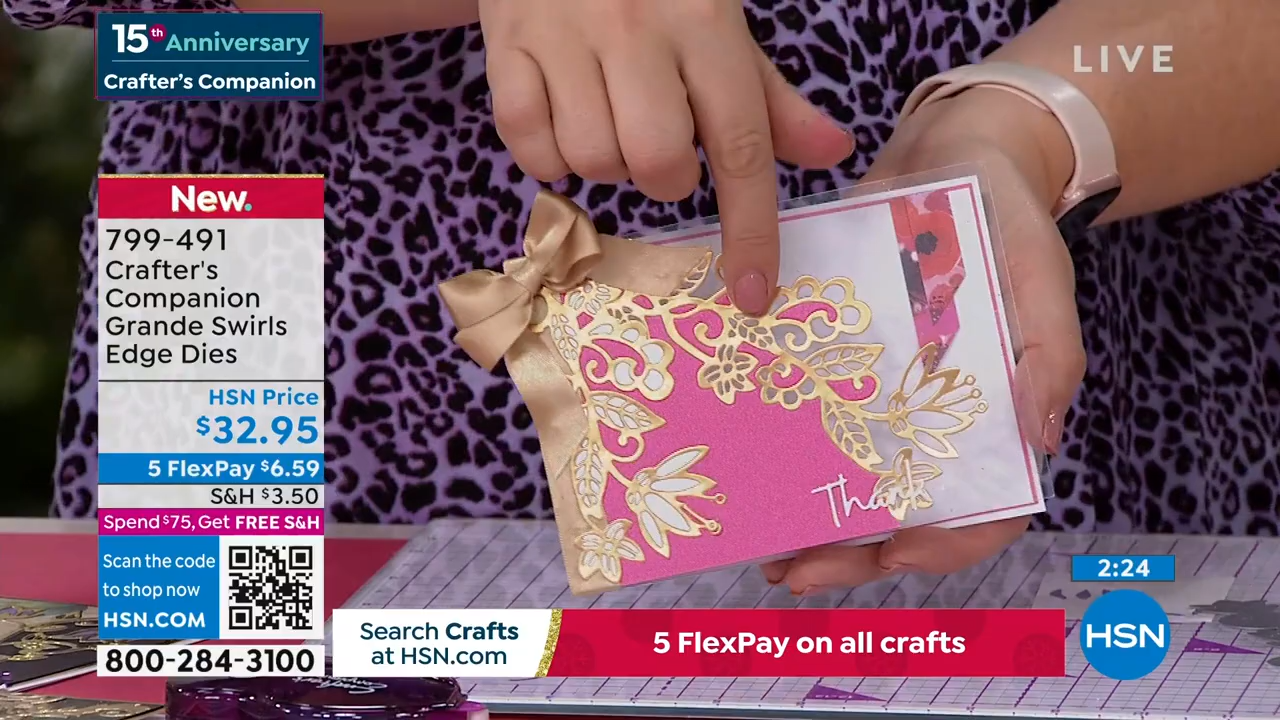 15th Anniversary
Crafter's Companion
LIVE
New.
799-491
Crafter's
Companion
Grande Swirls
Edge Dies
HSN Price
$32.95
5 FlexPay $6.59
S&H $3.50
Spend $75, Get FREE S&H
Scan the code
to shop now
HSN.COM
800-284-3100
Thank
Search Crafts
at HSN.com
5 FlexPay on all crafts
2:24
HSN